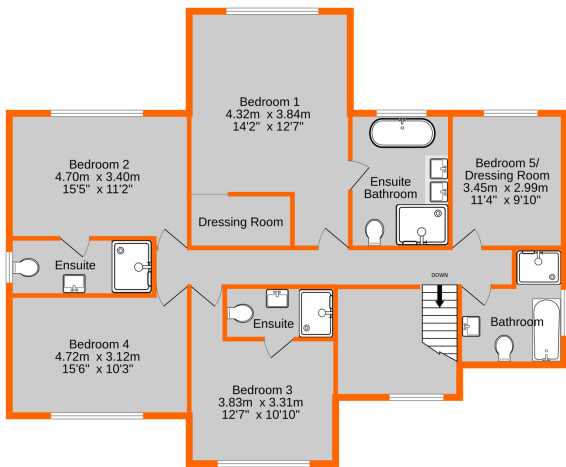 Bedroom 1
4.32m x 3.84m
14'2" x 12'7"
Bedroom 2
4.70m x 3.40m
15'5" x 11'2"
Ensuite
Bathroom
Bedroom 5/
Dressing Room
3.45m x 2.99m
11'4" x 9'10"
Dressing Room
Ensuite
DOWN
Ensuite
Bathroom
Bedroom 4
4.72m x 3.12m
15'6" x 10'3"
Bedroom 3
3.83m x 3.31m
12'7" x 10'10"